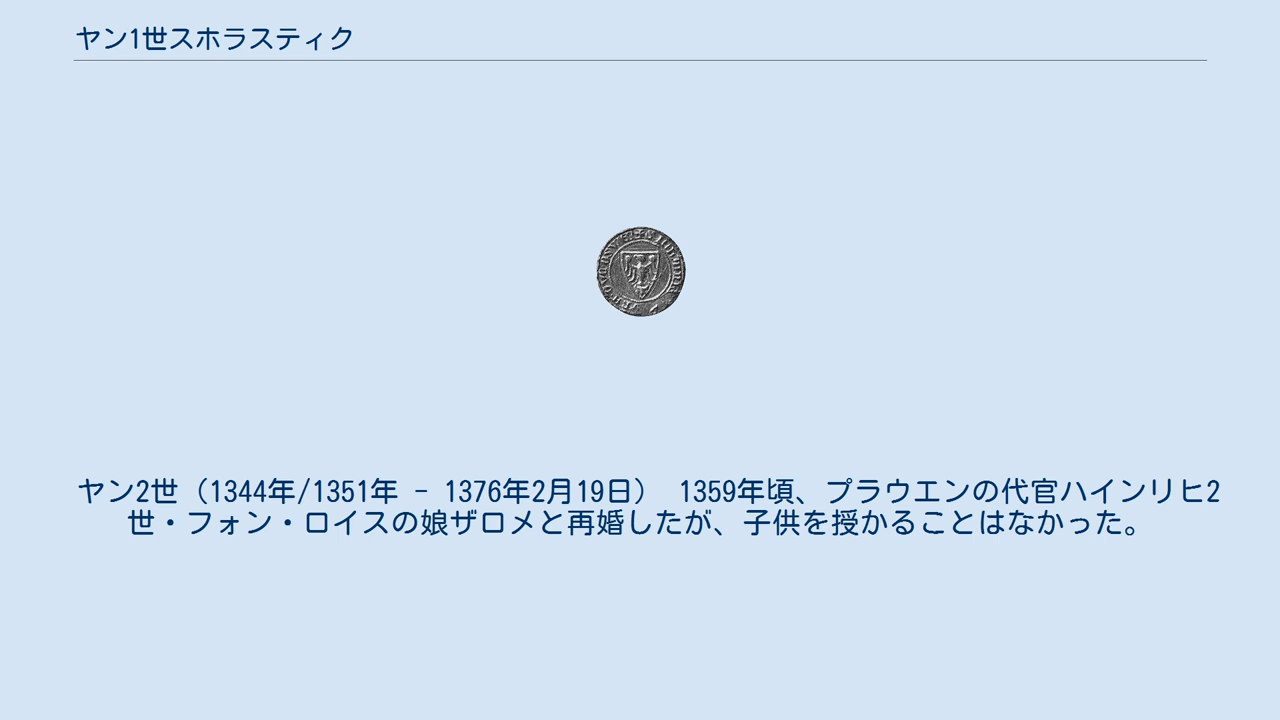 ヤン1世スホラスティク
ヤン2世（1344年/1351年 - 1376年2月19日） 1359年頃、プラウエンの代官ハインリヒ2
世・フォン・ロイスの娘ザロメと再婚したが、子供を授かることはなかった。